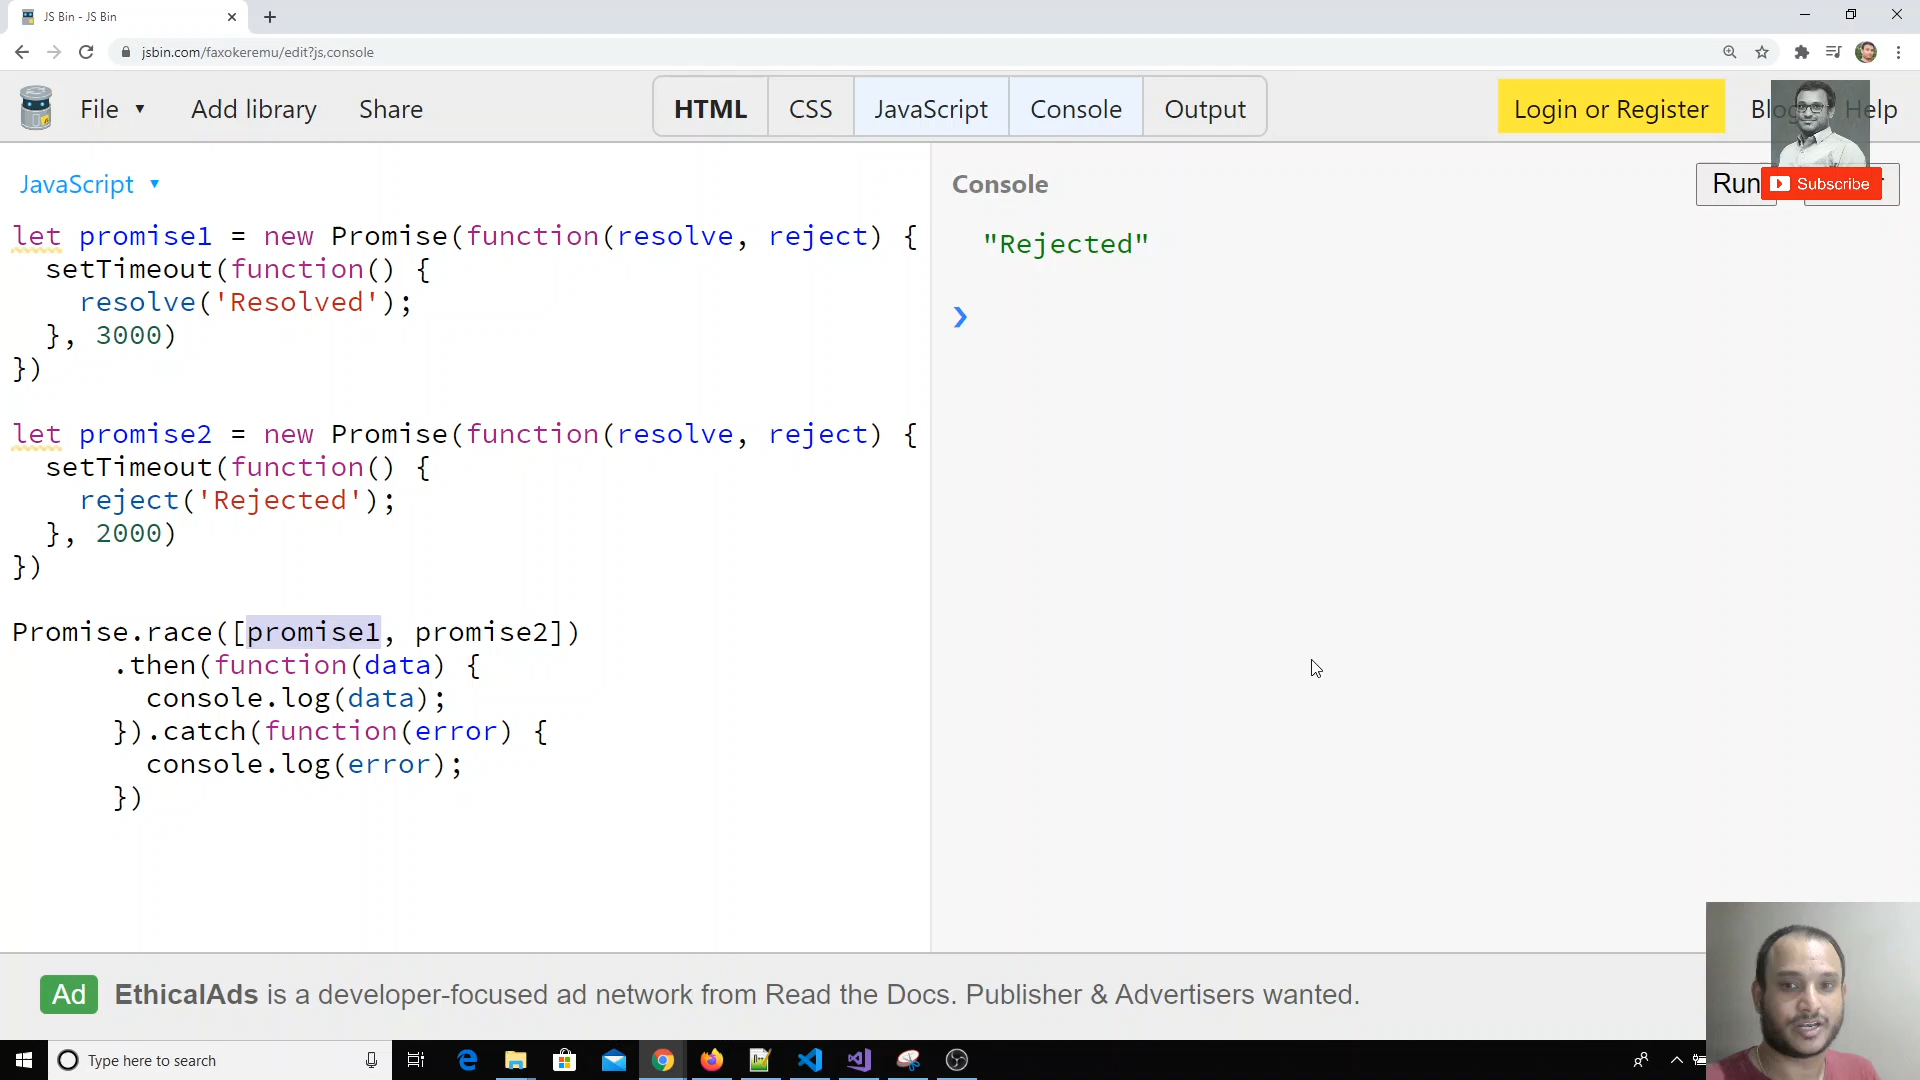 JS Bin - JS Bin
jsbin.com/faxokeremu/edit?js,console
File Add library Share HTML CSS JavaScript Console Output Login or Register Help
JavaScript
Console
Run
Subscribe
let promise1 = new Promise(function(resolve, reject) {
  setTimeout(function() {
    resolve('Resolved');
  }, 3000)
})
let promise2 = new Promise(function(resolve, reject) {
  setTimeout(function() {
    reject('Rejected');
  }, 2000)
})
Promise.race([promise1, promise2])
      .then(function(data) {
        console.log(data);
      }).catch(function(error) {
        console.log(error);
      })
"Rejected"
Ad EthicalAds is a developer-focused ad network from Read the Docs. Publisher & Advertisers wanted.
Type here to search